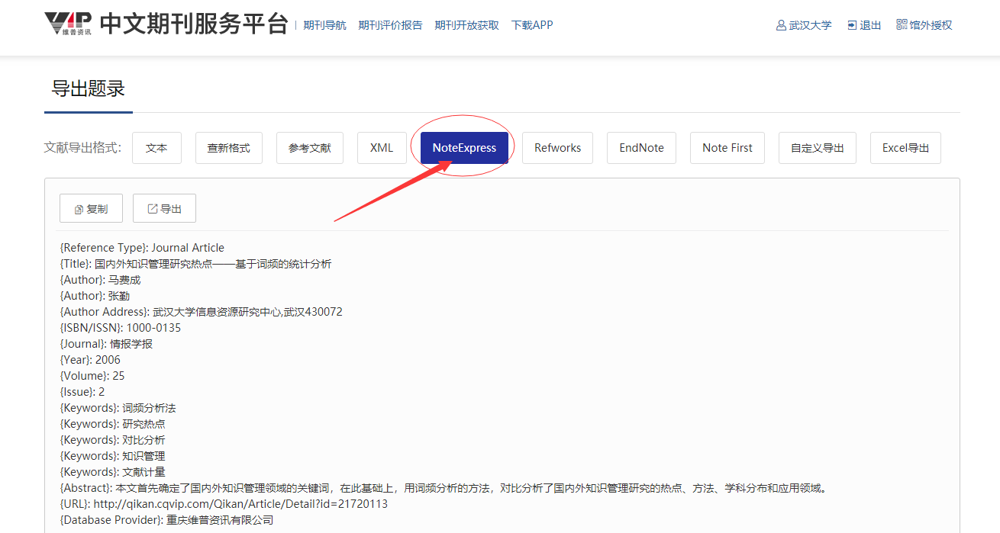 VIP 维普资讯 中文期刊服务平台 期刊导航 期刊评价报告 期刊开放获取 下载APP 武汉大学 退出 馆外授权
导出题录
文献导出格式: 文本 查新格式 参考文献 XML NoteExpress Refworks EndNote Note First 自定义导出 Excel导出
复制 导出
{Reference Type}: Journal Article
{Title}: 国内外知识管理研究热点——基于词频的统计分析
{Author}: 马费成
{Author}: 张勤
{Author Address}: 武汉大学信息资源研究中心,武汉430072
{ISBN/ISSN}: 1000-0135
{Journal}: 情报学报
{Year}: 2006
{Volume}: 25
{Issue}: 2
{Keywords}: 词频分析法
{Keywords}: 研究热点
{Keywords}: 对比分析
{Keywords}: 知识管理
{Keywords}: 文献计量
{Abstract}: 本文首先确定了国内外知识管理领域的关键词，在此基础上，用词频分析的方法，对比分析了国内外知识管理研究的热点、方法、学科分布和应用领域。
{URL}: http://qikan.cqvip.com/Qikan/Article/Detail?id=21720113
{Database Provider}: 重庆维普资讯有限公司